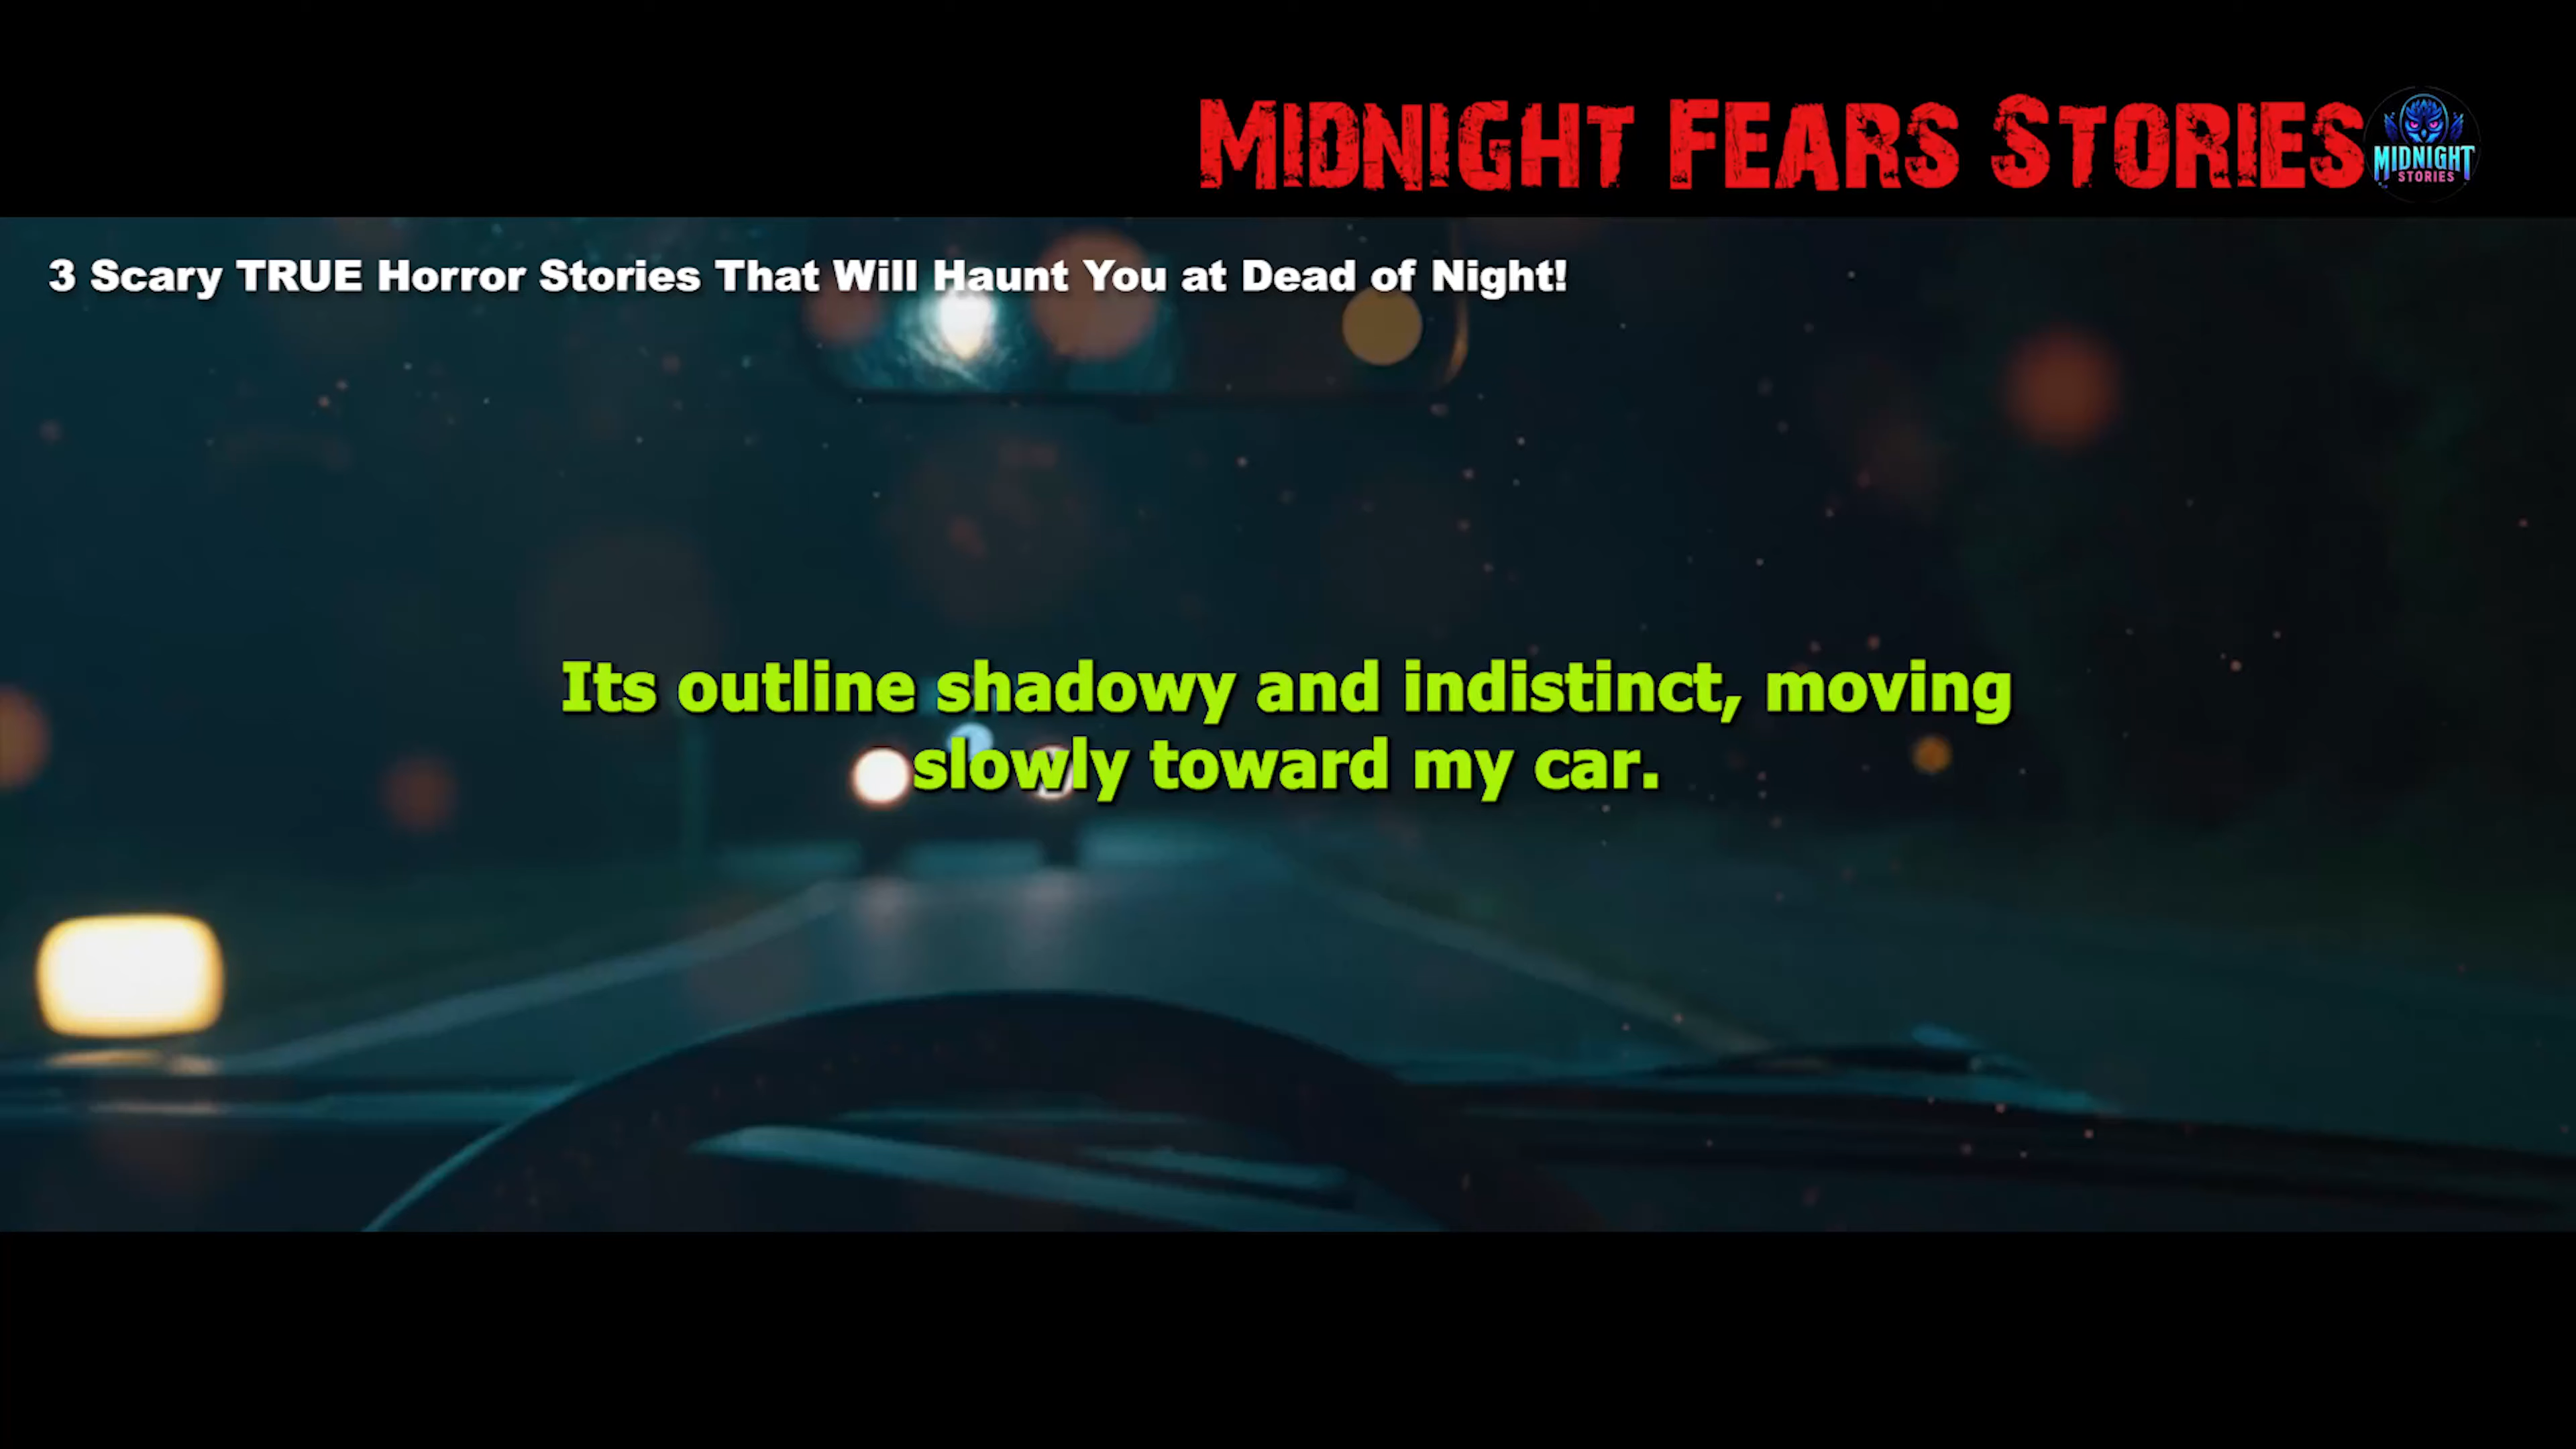 MIDNIGHT FEARS STORIES
MIDNIGHT
STORIES
3 Scary TRUE Horror Stories That Will Haunt You at Dead of Night!
Its outline shadowy and indistinct, moving
slowly toward my car.